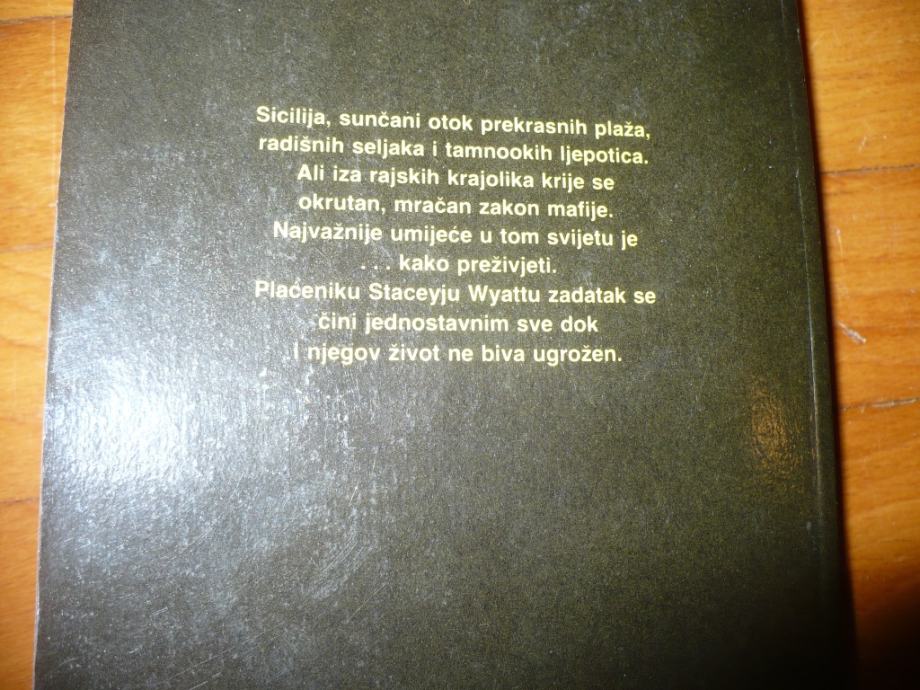 Sicilija, sunčani otok prekrasnih plaža,
radišnih seljaka i tamnookih ljepotica.
Ali iza rajskih krajolika krije se
okrutan, mračan zakon mafije.
Najvažnije umijeće u tom svijetu je
. . . kako preživjeti.
Plaćeniku Staceyju Wyattu zadatak se
čini jednostavnim sve dok
I njegov život ne biva ugrožen.